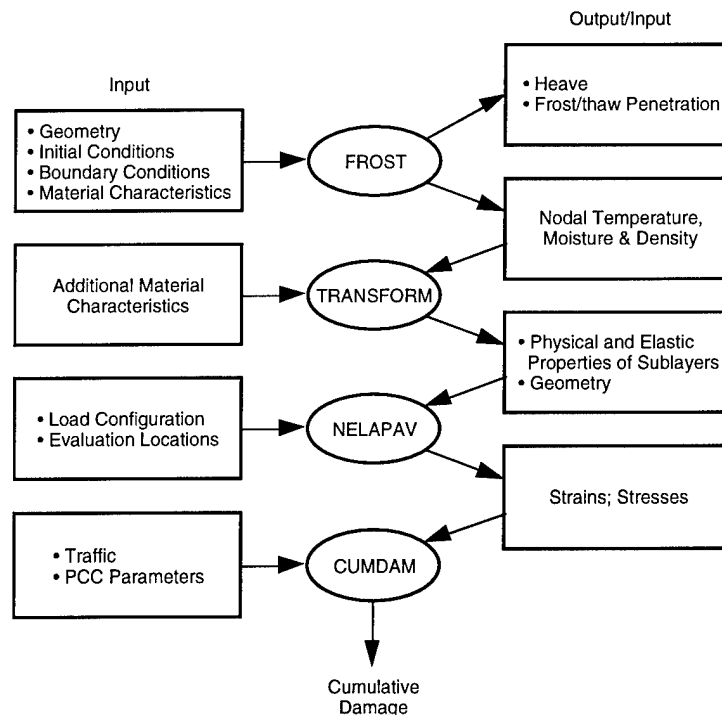 Output/Input
Input
• Heave
• Frost/thaw Penetration
• Geometry
• Initial Conditions
• Boundary Conditions
• Material Characteristics
FROST
Nodal Temperature,
Moisture & Density
Additional Material
Characteristics
TRANSFORM
• Physical and Elastic
Properties of Sublayers
• Geometry
• Load Configuration
• Evaluation Locations
NELAPAV
Strains; Stresses
• Traffic
• PCC Parameters
CUMDAM
Cumulative
Damage